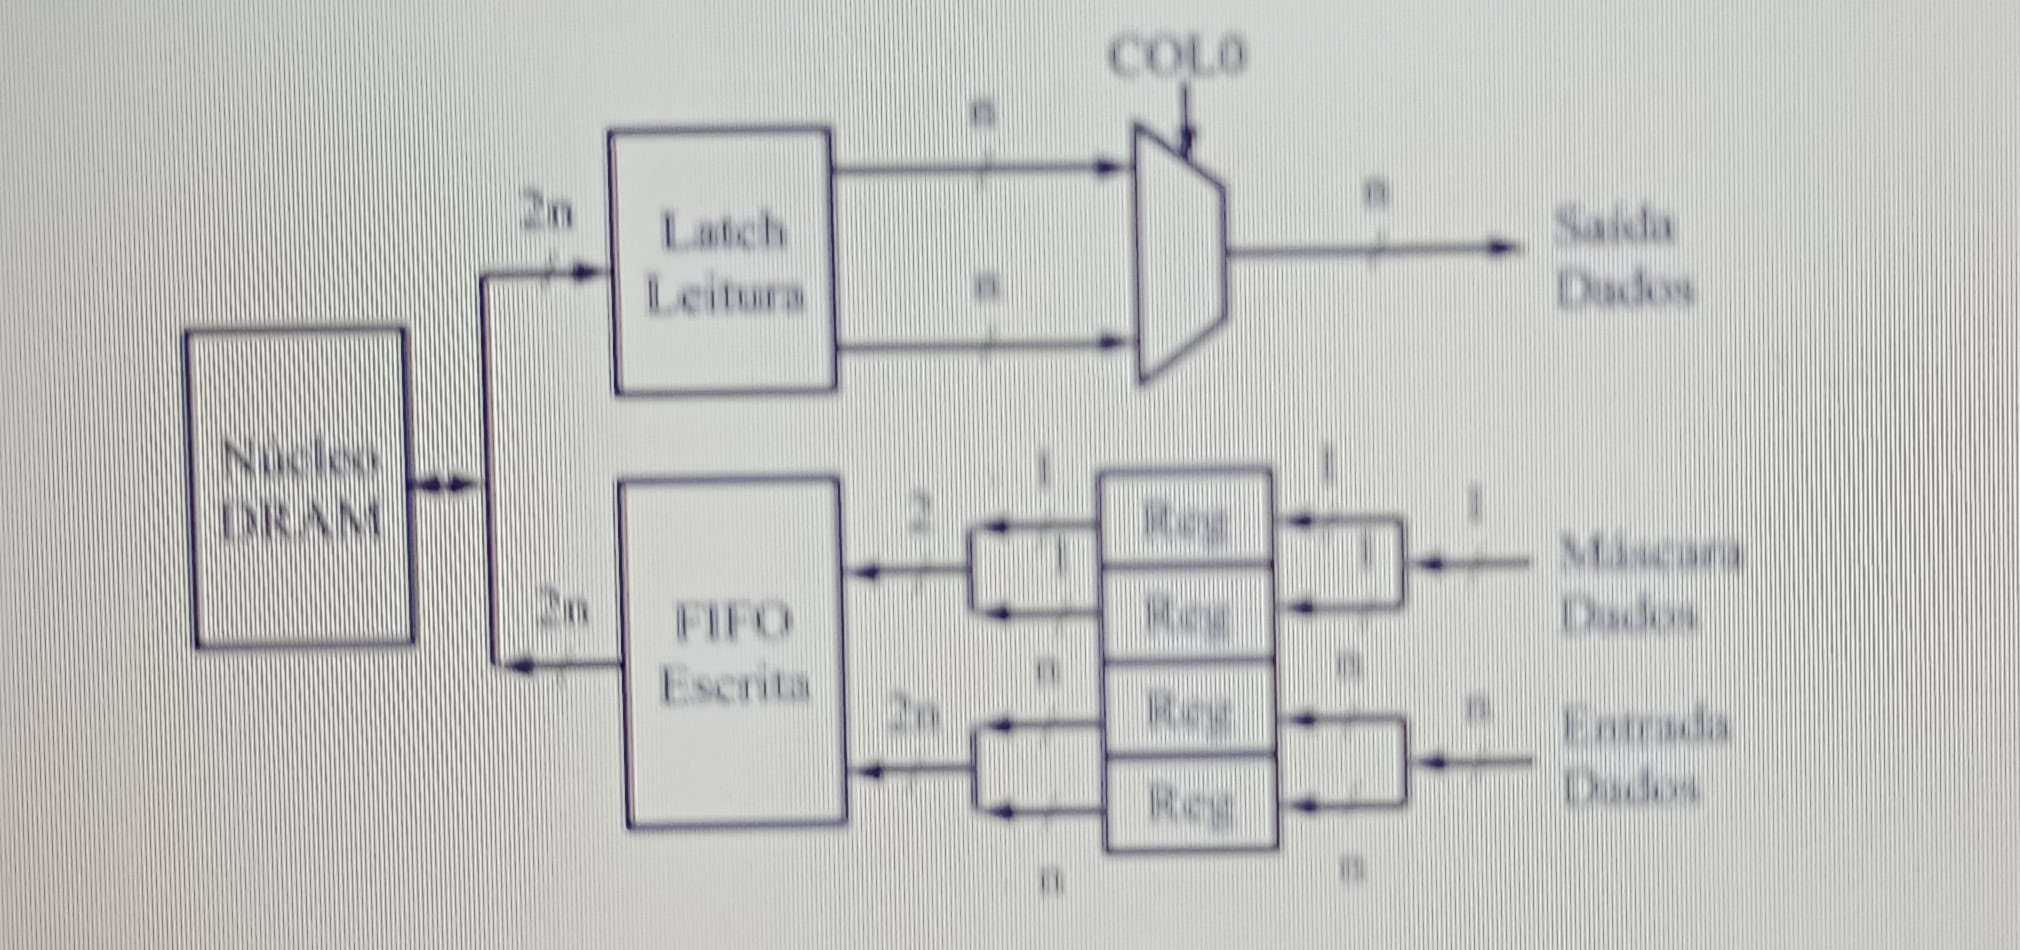 COL0
n
2n
Latch
Leitura
n
n
Saída
Dados
Núcleo
DRAM
2n
FIFO
Escrita
2
1
1
Reg
Reg
Reg
Reg
1
1
1
Máscara
Dados
2n
n
n
n
n
n
Entrada
Dados